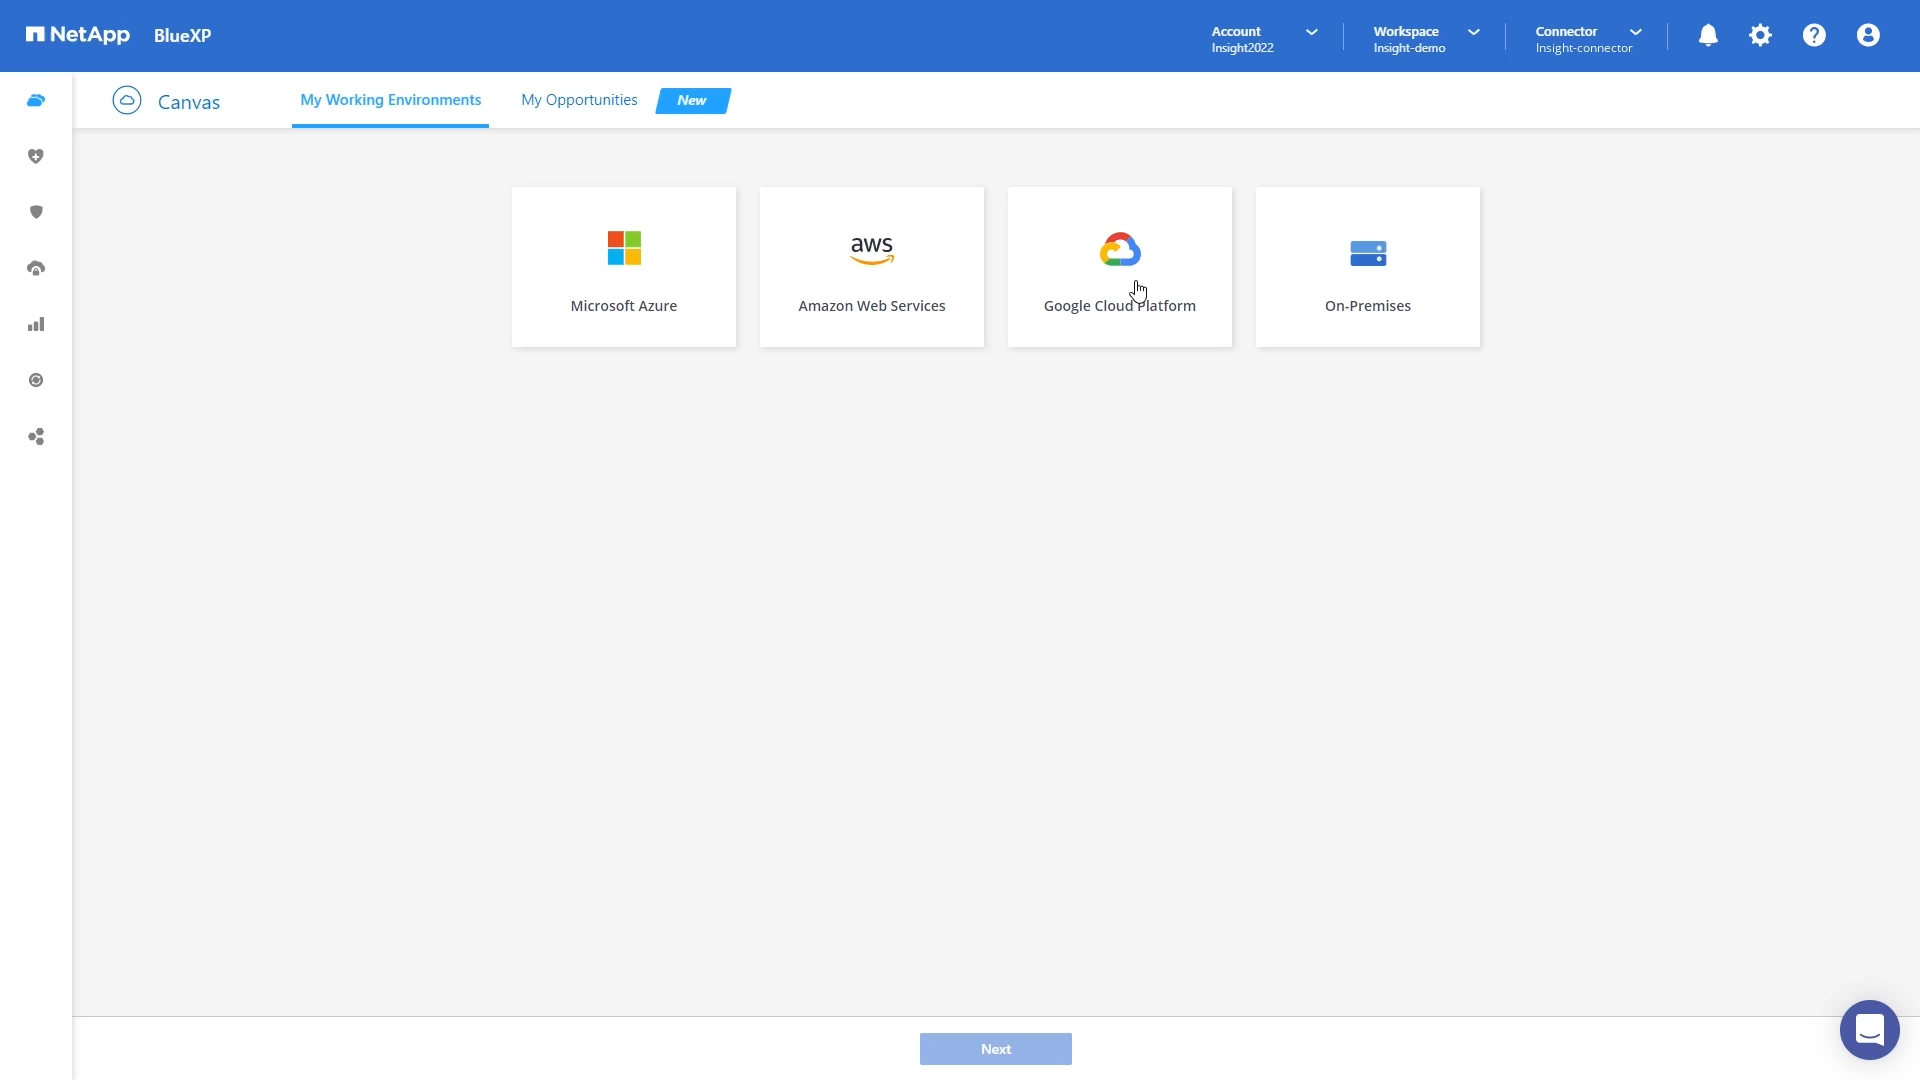 NetApp BlueXP
Account
Insight2022
Workspace
Insight-demo
Connector
Insight-connector
Canvas
My Working Environments
My Opportunities
New
aws
Microsoft Azure
Amazon Web Services
Google Cloud Platform
On-Premises
Next